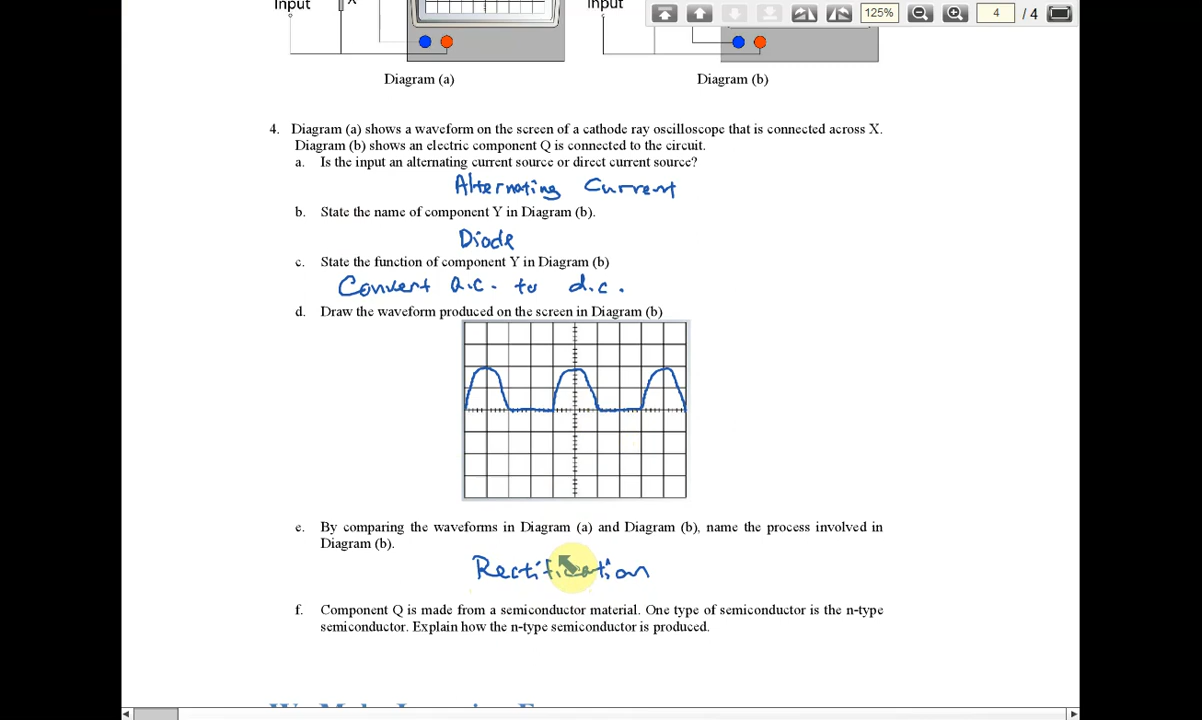 Input
X
Input
125%
4 / 4
Diagram (a)
Diagram (b)
4. Diagram (a) shows a waveform on the screen of a cathode ray oscilloscope that is connected across X.
Diagram (b) shows an electric component Q is connected to the circuit.
a. Is the input an alternating current source or direct current source?
Alternating Current
b. State the name of component Y in Diagram (b).
Diode
c. State the function of component Y in Diagram (b)
Convert a.c. to d.c.
d. Draw the waveform produced on the screen in Diagram (b)
e. By comparing the waveforms in Diagram (a) and Diagram (b), name the process involved in
Diagram (b).
Rectification
f. Component Q is made from a semiconductor material. One type of semiconductor is the n-type
semiconductor. Explain how the n-type semiconductor is produced.